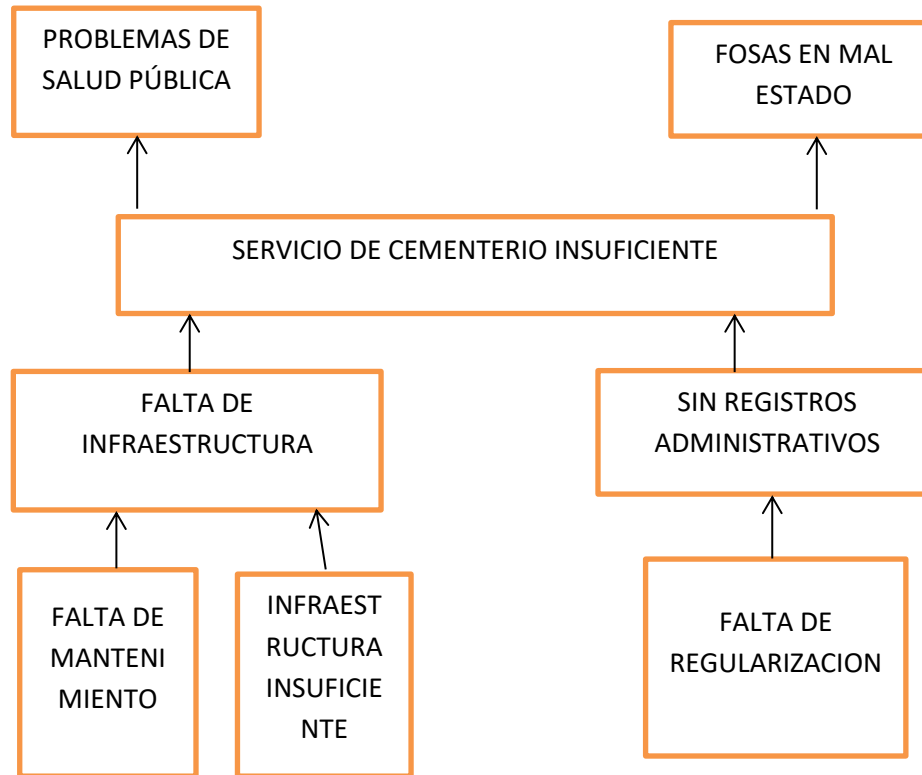 PROBLEMAS DE
SALUD PÚBLICA
FOSAS EN MAL
ESTADO
SERVICIO DE CEMENTERIO INSUFICIENTE
FALTA DE
INFRAESTRUCTURA
SIN REGISTROS
ADMINISTRATIVOS
FALTA DE
MANTENI
MIENTO
INFRAEST
RUCTURA
INSUFICIE
NTE
FALTA DE
REGULARIZACION